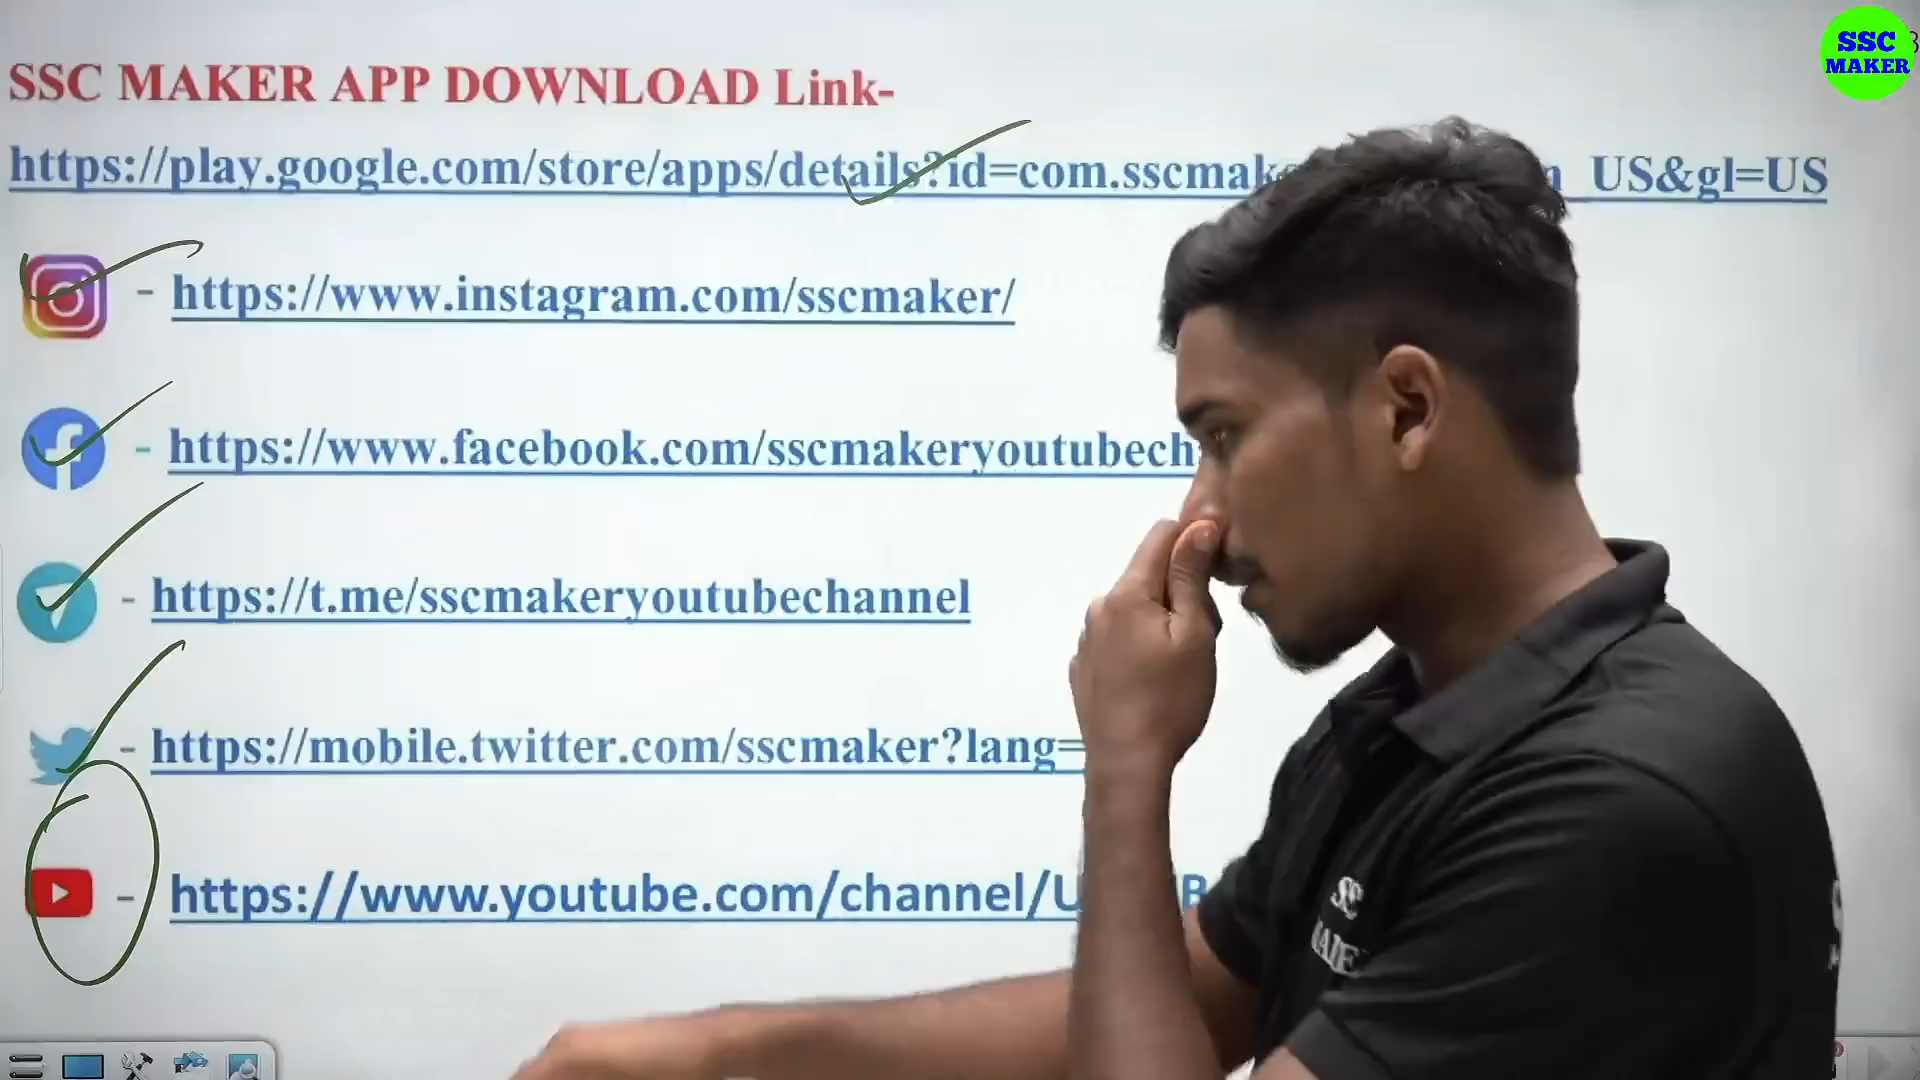 SSC MAKER
SSC MAKER APP DOWNLOAD Link-
https://play.google.com/store/apps/details?id=com.sscmak US&gl=US
- https://www.instagram.com/sscmaker/
- https://www.facebook.com/sscmakeryoutubech
- https://t.me/sscmakeryoutubechannel
- https://mobile.twitter.com/sscmaker?lang=
- https://www.youtube.com/channel/U
SSC